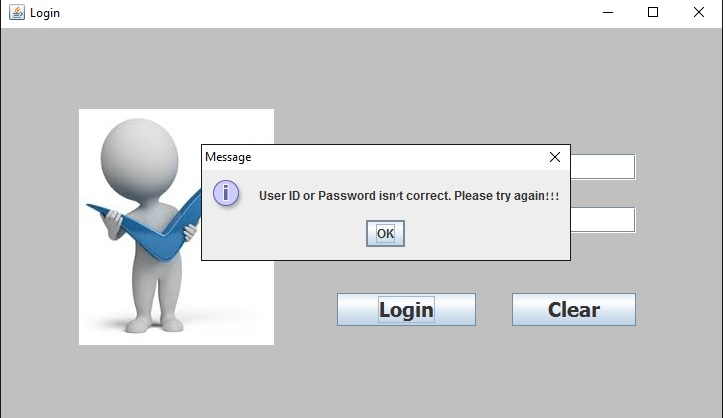 Login
Message
User ID or Password isn't correct. Please try again!!!
OK
Login
Clear